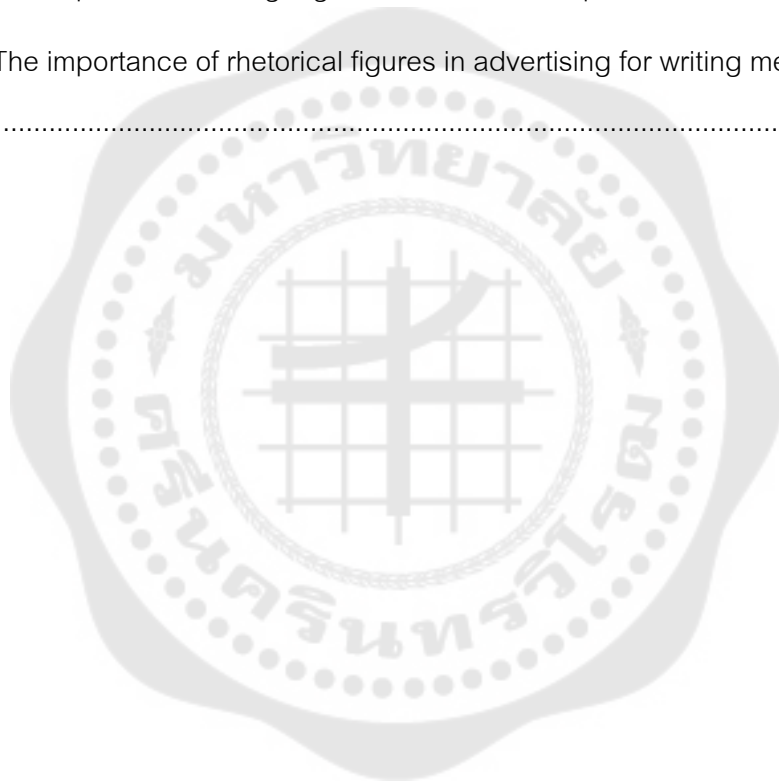 The importance of rhetorical figures in advertising for writing
................................................................................................
มหาวิทยาลัย
ศรีนครินทรวิโรฒ